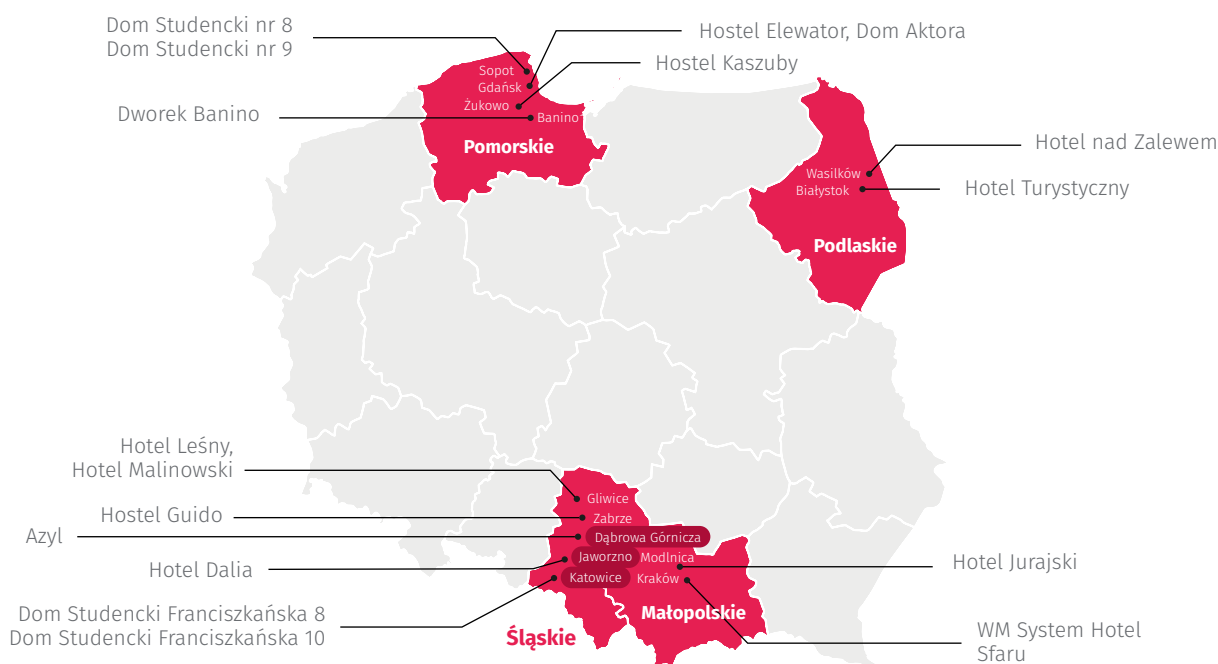 Dom Studencki nr 8
Dom Studencki nr 9
Hostel Elewator, Dom Aktora
Hostel Kaszuby
Dworek Banino
Sopot
Gdańsk
Żukowo
Banino
Pomorskie
Hotel nad Zalewem
Hotel Turystyczny
Wasilków
Białystok
Podlaskie
Hotel Leśny,
Hotel Malinowski
Hostel Guido
Azyl
Hotel Dalia
Dom Studencki Franciszkańska 8
Dom Studencki Franciszkańska 10
Gliwice
Zabrze
Dąbrowa Górnicza
Jaworzno
Katowice
Śląskie
Modlnica
Kraków
Małopolskie
Hotel Jurajski
WM System Hotel
Sfaru